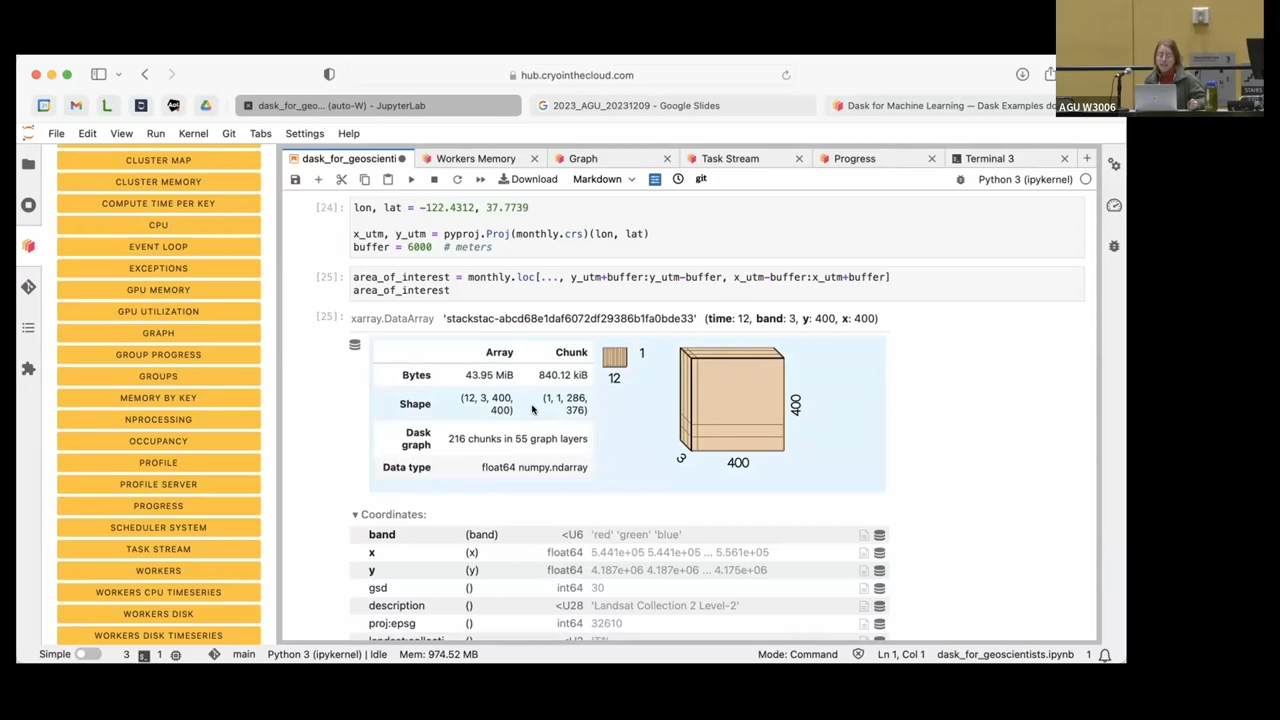 hub.cryointhecloud.com
AGU W3006
dask_for_geo... (auto-W) - JupyterLab
2023_AGU_20231209 - Google Slides
Dask for Machine Learning — Dask Examples do
File Edit View Run Kernel Git Tabs Settings Help
dask_for_geoscienti
Workers Memory
Graph
Task Stream
Progress
Terminal 3
Download
Markdown
git
Python 3 (ipykernel)
CLUSTER MAP
CLUSTER MEMORY
COMPUTE TIME PER KEY
CPU
EVENT LOOP
EXCEPTIONS
GPU MEMORY
GPU UTILIZATION
GRAPH
GROUP PROGRESS
GROUPS
MEMORY BY KEY
NPROCESSING
OCCUPANCY
PROFILE
PROFILE SERVER
PROGRESS
SCHEDULER SYSTEM
TASK STREAM
WORKERS
WORKERS CPU TIMESERIES
WORKERS DISK
WORKERS DISK TIMESERIES
[24]: lon, lat = -122.4312, 37.7739
x_utm, y_utm = pyproj.Proj(monthly.crs)(lon, lat)
buffer = 6000 # meters
[25]: area_of_interest = monthly.loc[..., y_utm+buffer:y_utm-buffer, x_utm-buffer:x_utm+buffer]
area_of_interest
[25]: xarray.DataArray 'stackstac-abcd68e1daf6072df29386b1fa0bde33' (time: 12, band: 3, y: 400, x: 400)
Array Chunk
Bytes 43.95 MiB 840.12 kiB
Shape (12, 3, 400, 400) (1, 1, 286, 376)
Dask graph 216 chunks in 55 graph layers
Data type float64 numpy.ndarray
1
12
400
3
400
Coordinates:
band (band) <U6 'red' 'green' 'blue'
x (x) float64 5.441e+05 5.441e+05 ... 5.561e+05
y (y) float64 4.187e+06 4.187e+06 ... 4.175e+06
gsd () int64 30
description () <U28 'Landsat Collection 2 Level-2'
proj:epsg () int64 32610
Simple 3 1 main Python 3 (ipykernel) | Idle Mem: 974.52 MB Mode: Command Ln 1, Col 1 dask_for_geoscientists.ipynb 1